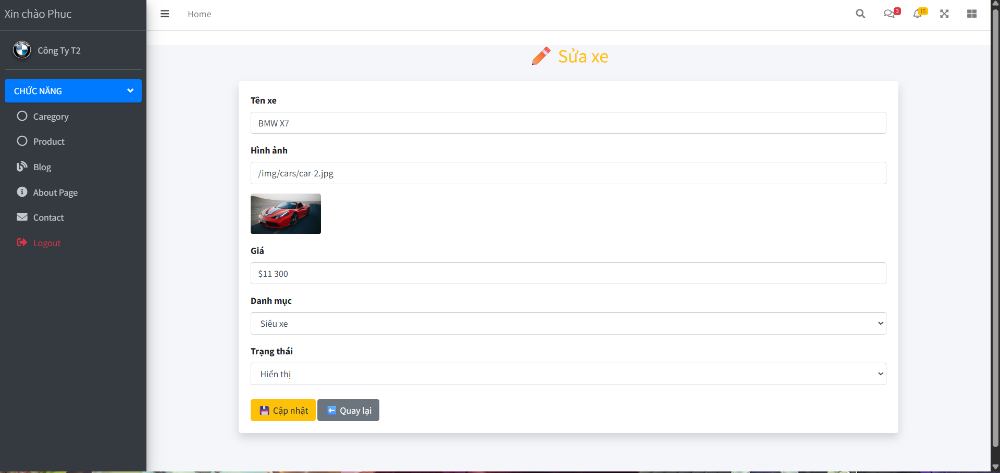 Xin chào Phuc
Home
3
15
Công Ty T2
CHỨC NĂNG
Caregory
Product
Blog
About Page
Contact
Logout
Sửa xe
Tên xe
BMW X7
Hình ảnh
/img/cars/car-2.jpg
Giá
$11 300
Danh mục
Siêu xe
Trạng thái
Hiển thị
Cập nhật
Quay lại